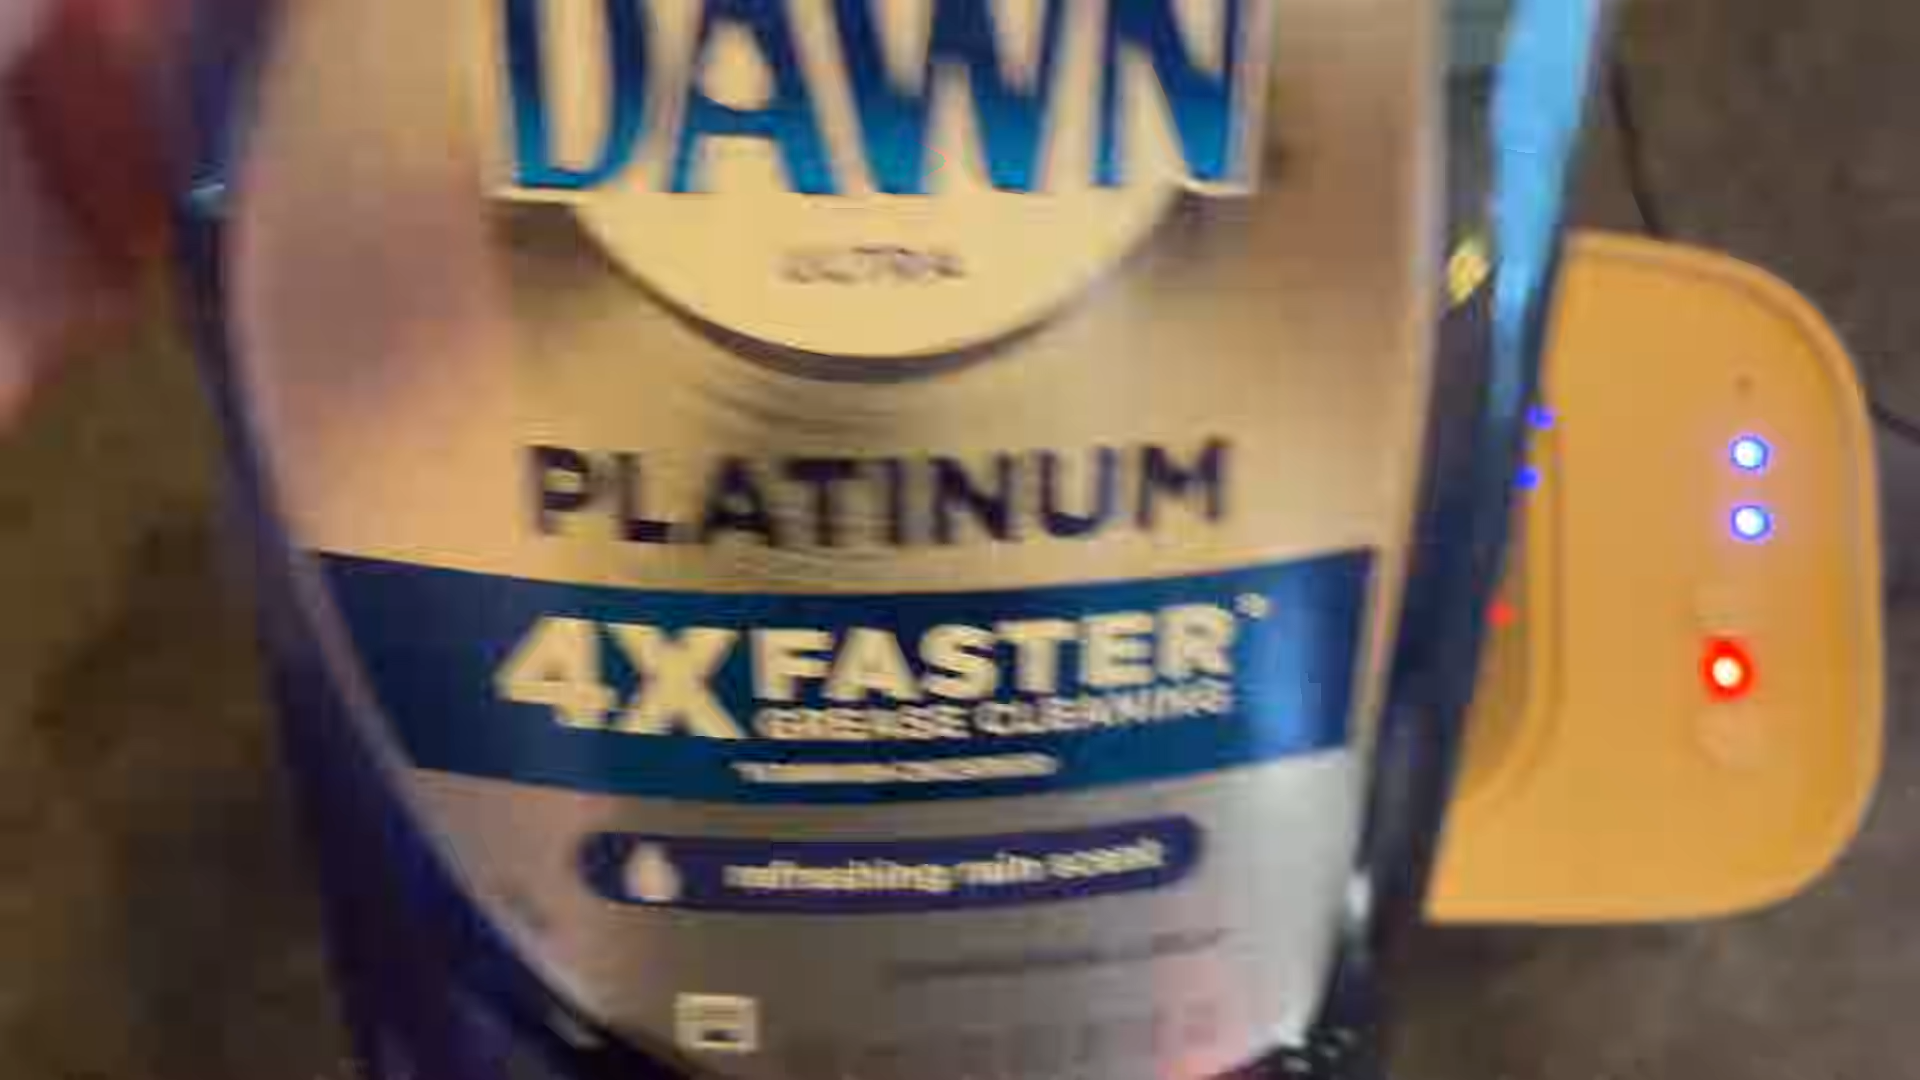 DAWN
ULTRA
PLATINUM
4X FASTER*
GREASE CLEANING
refreshing rain scent